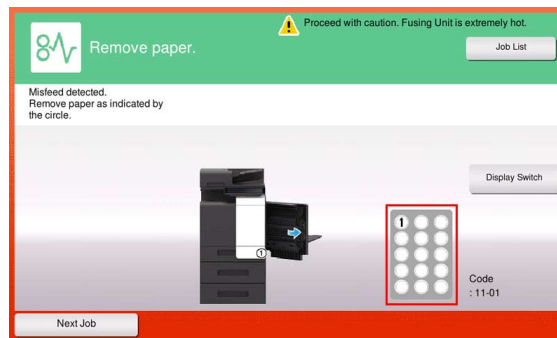 Proceed with caution. Fusing Unit is extremely hot.
Remove paper.
Job List
Misfeed detected.
Remove paper as indicated by
the circle.
Display Switch
1
1
Code
: 11-01
Next Job